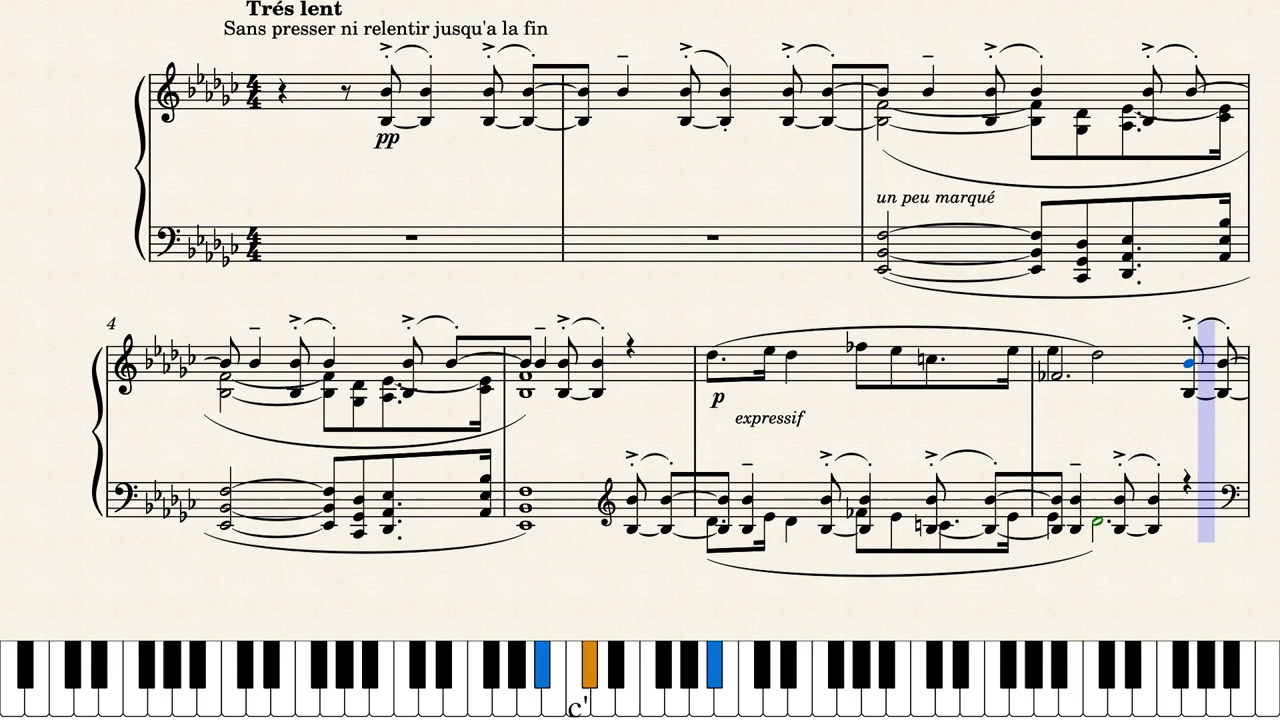 Trés lent
Sans presser ni relentir jusqu'a la fin
pp
un peu marqué
4
p
expressif
c'